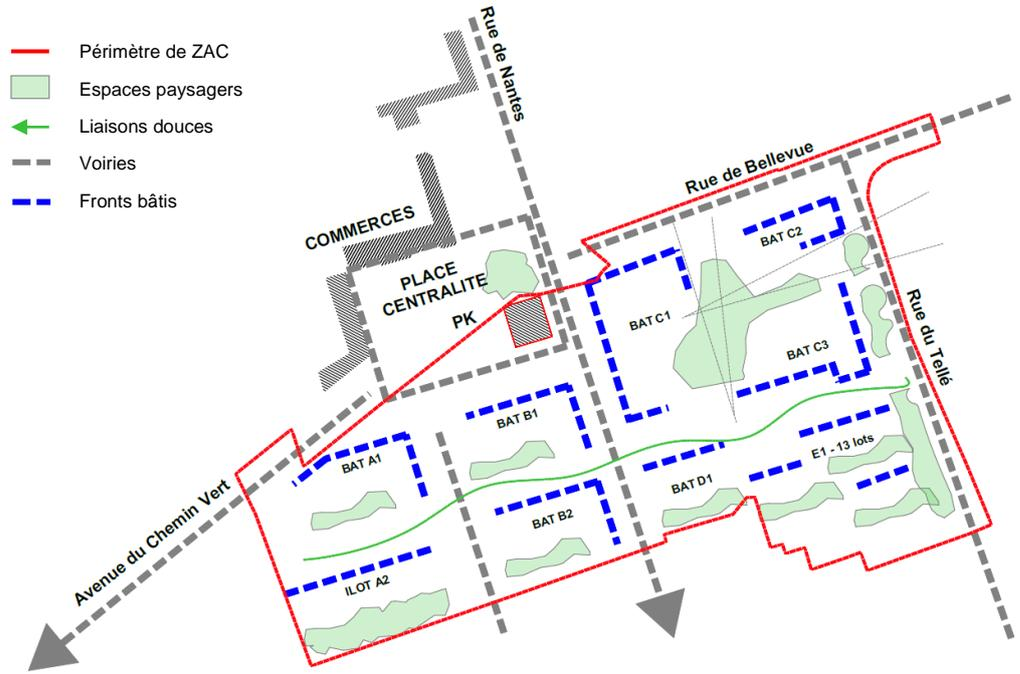 Périmètre de ZAC
Espaces paysagers
Liaisons douces
Voiries
Fronts bâtis
Rue de Nantes
Rue de Bellevue
COMMERCES
PLACE
CENTRALITE
PK
BAT C2
BAT C1
BAT C3
Rue du Tellé
BAT B1
BAT A1
E1 - 13 lots
BAT D1
BAT B2
Avenue du Chemin Vert
ILOT A2